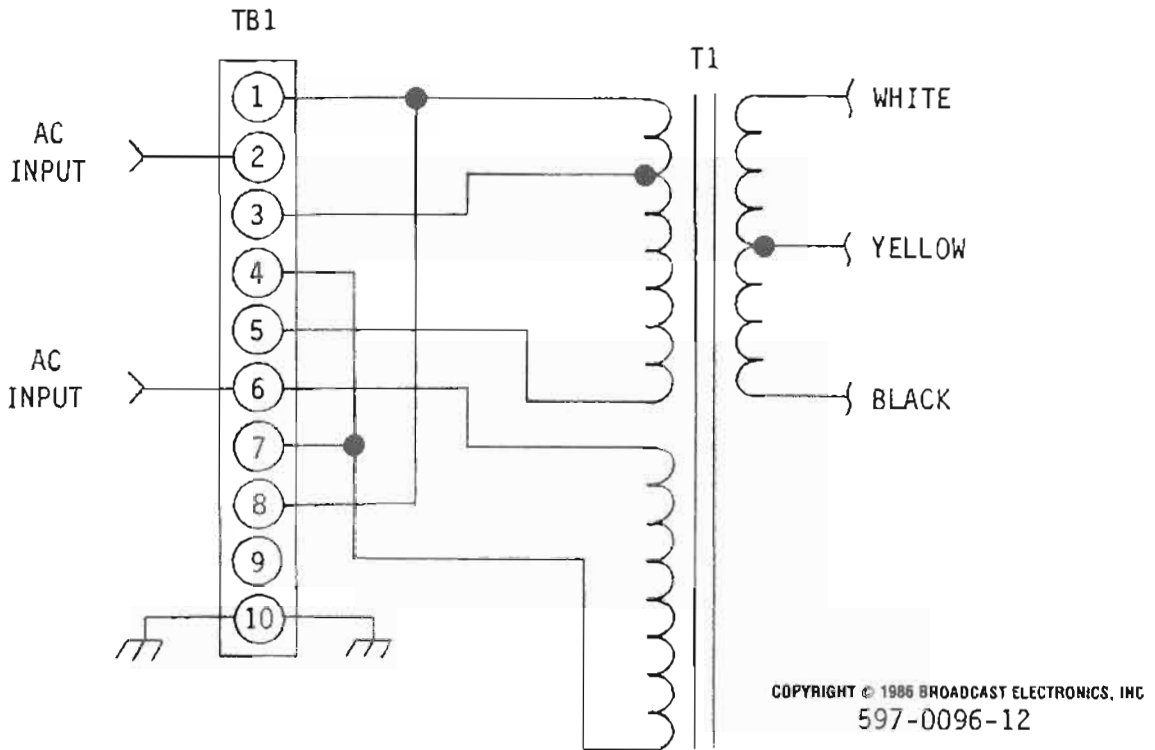 TB1
T1
1
2
3
4
5
6
7
8
9
10
AC
INPUT
AC
INPUT
WHITE
YELLOW
BLACK
COPYRIGHT © 1986 BROADCAST ELECTRONICS, INC
597-0096-12